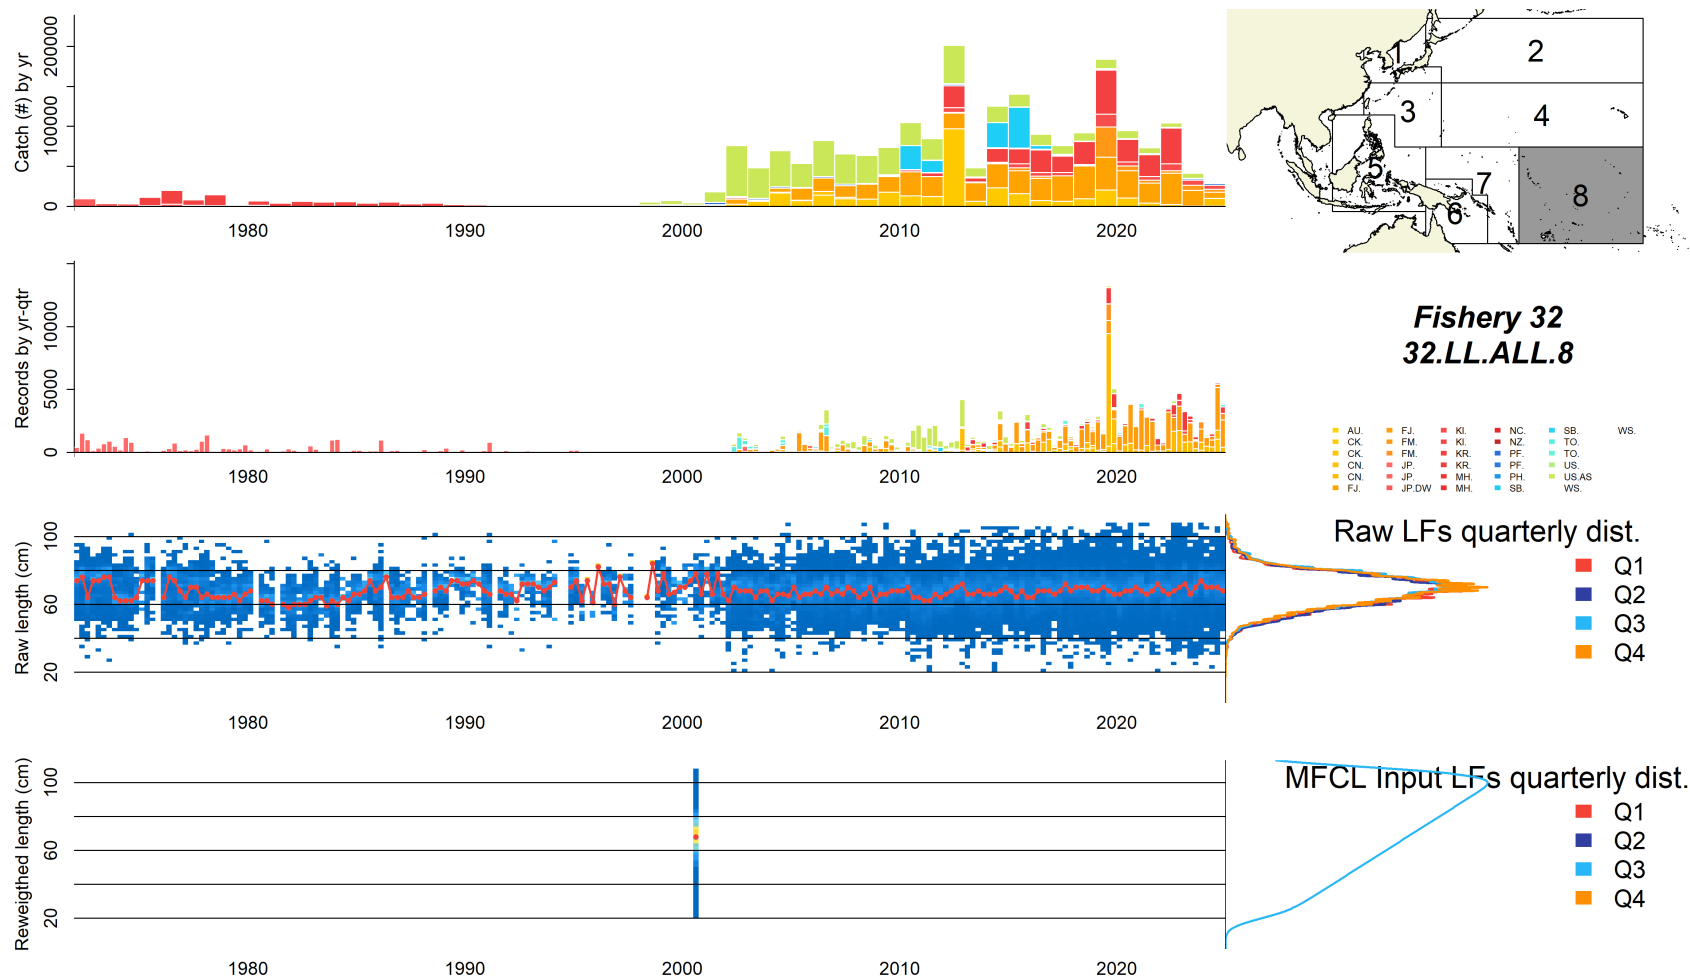 Catch (#) by yr
0
100000
200000
1980
1990
2000
2010
2020
1
2
3
4
5
6
7
8
Records by yr-qtr
0
5000
10000
1980
1990
2000
2010
2020
Fishery 32
32.LL.ALL.8
AU. FJ. KI. NC. SB. WS.
CK. FM. KI. NZ. TO.
CK. FM. KR. PF. TO.
CN. JP. KR. PF. US.
CN. JP. MH. PH. US.AS
FJ. JP.DW MH. SB. WS.
Raw length (cm)
20
60
100
1980
1990
2000
2010
2020
Raw LFs quarterly dist.
Q1
Q2
Q3
Q4
Reweigthed length (cm)
20
60
100
1980
1990
2000
2010
2020
MFCL Input LFs quarterly dist.
Q1
Q2
Q3
Q4